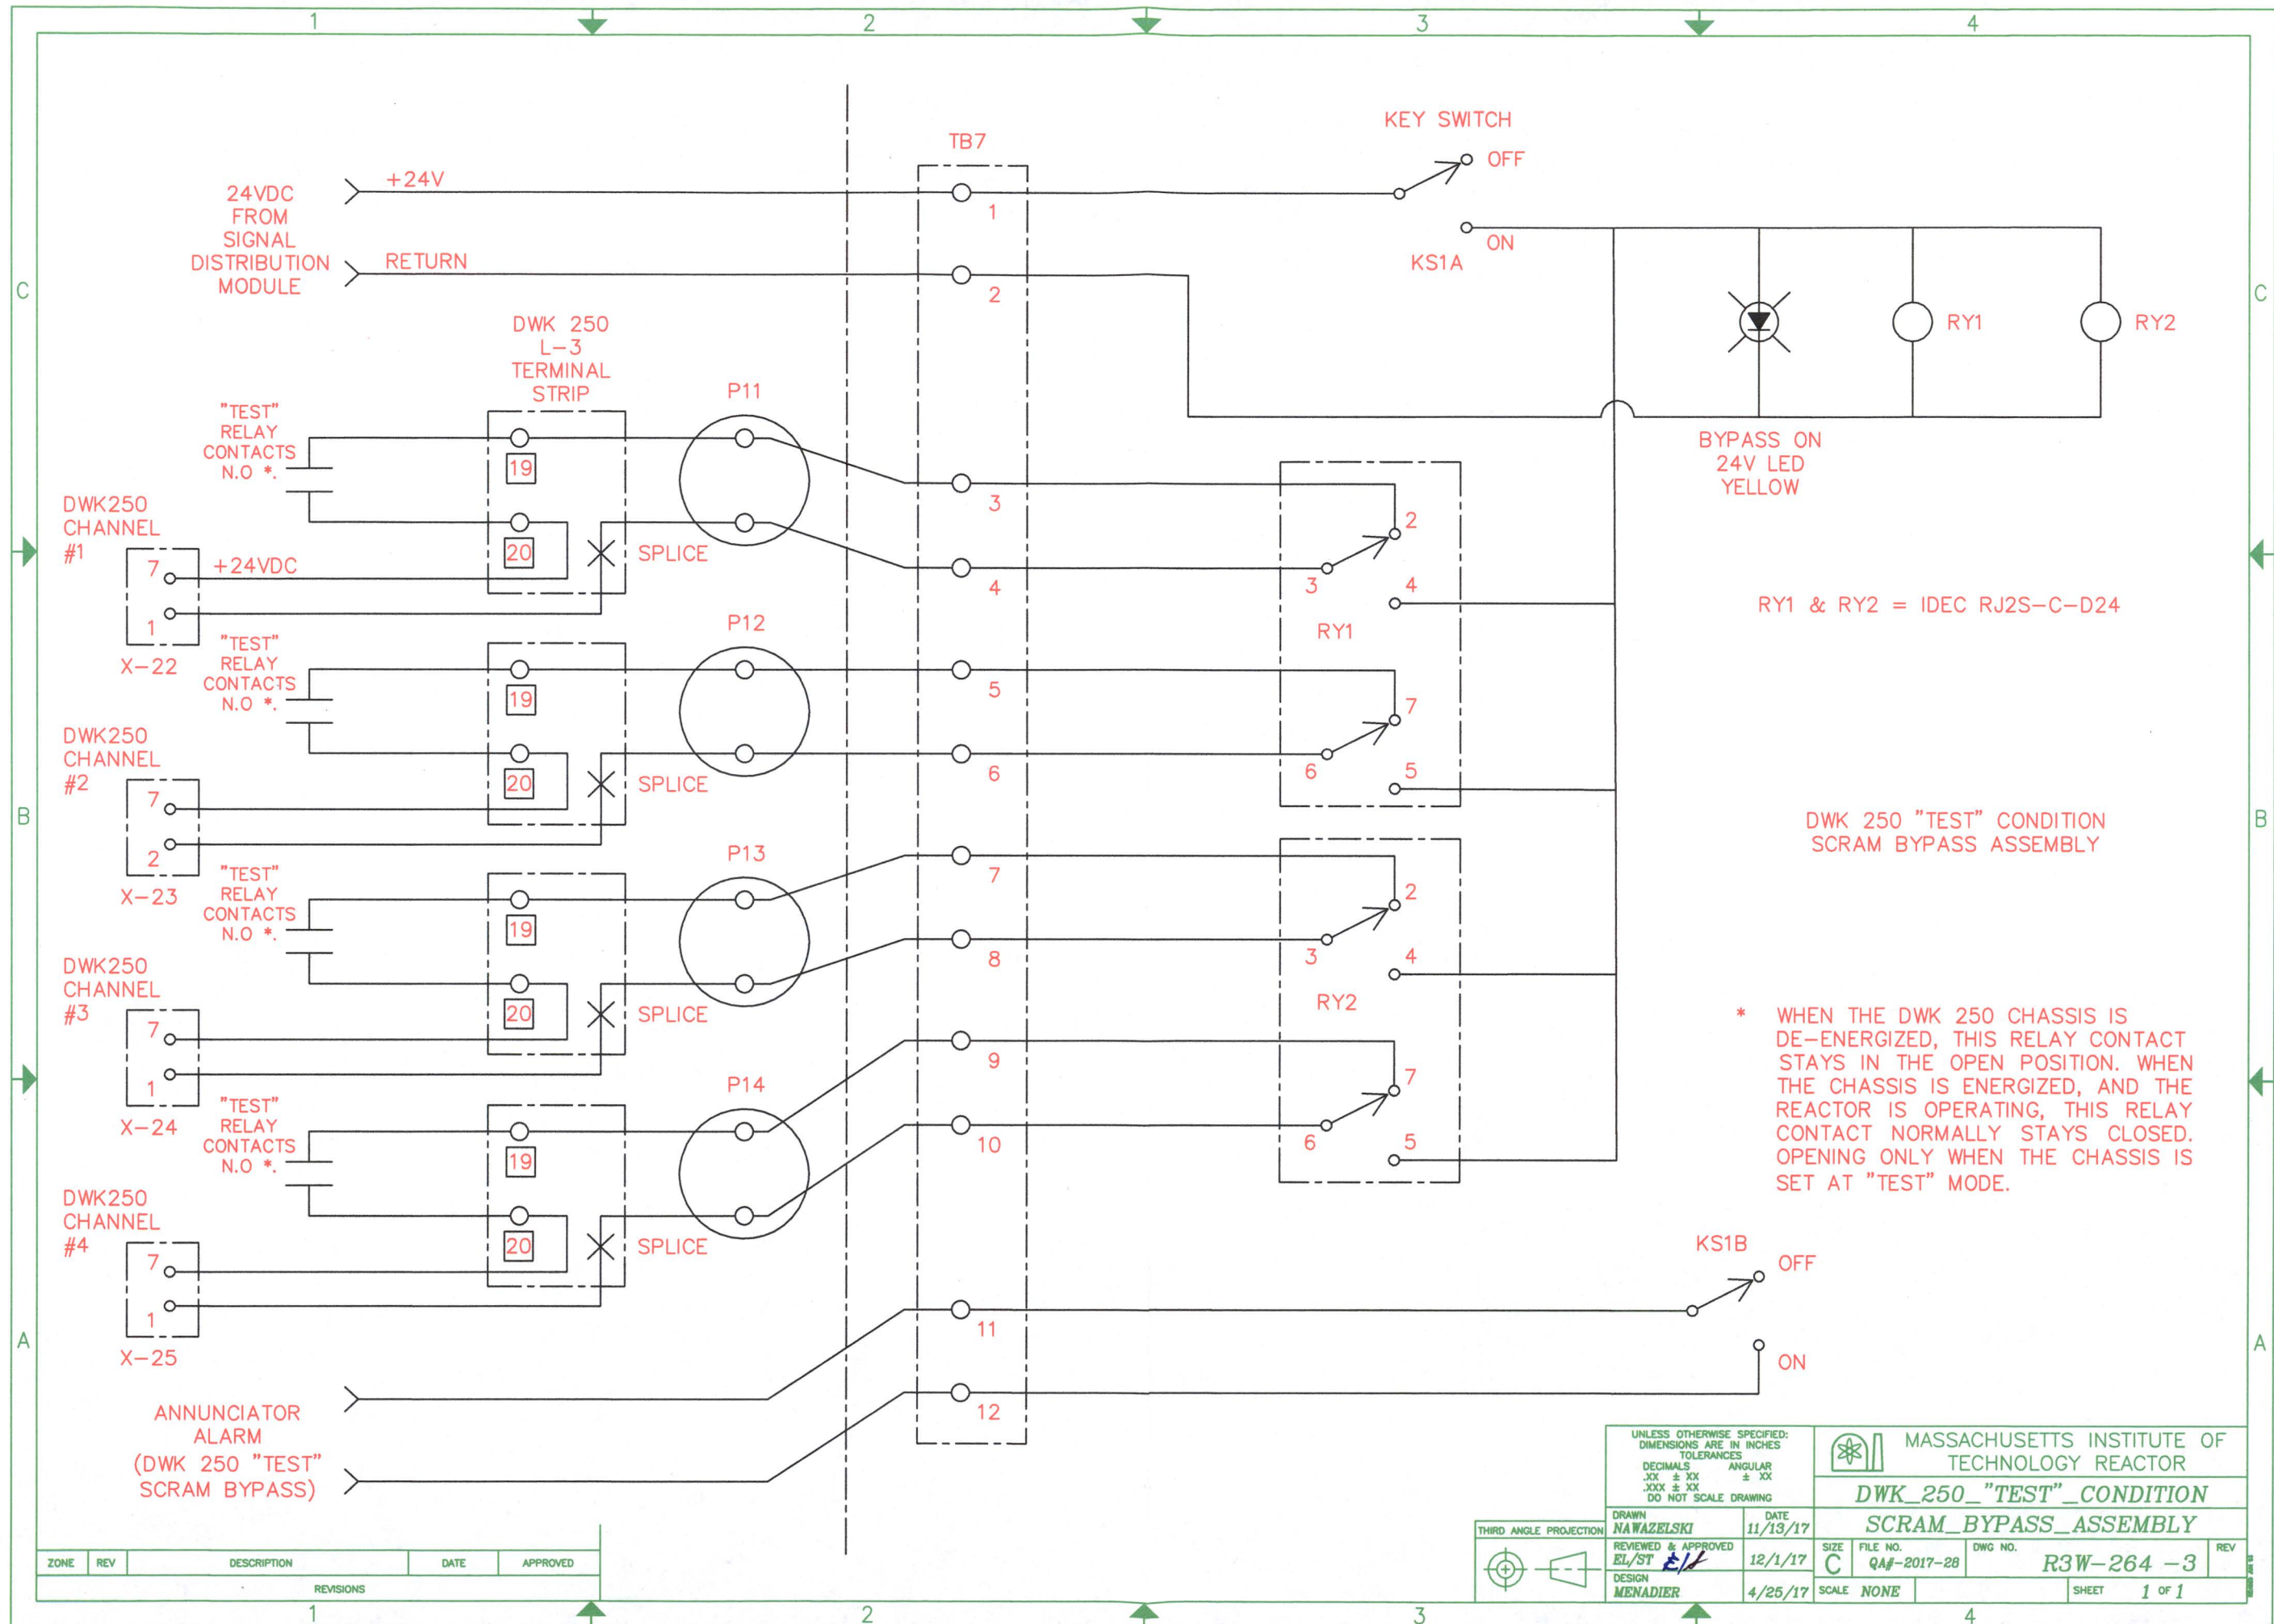 1 2 3 4
KEY SWITCH
OFF
ON
KS1A
TB7
1
2
3
4
5
6
7
8
9
10
11
12
24VDC
FROM
SIGNAL
DISTRIBUTION
MODULE
+24V
RETURN
C
C
RY1
RY2
BYPASS ON
24V LED
YELLOW
DWK 250
L-3
TERMINAL
STRIP
P11
"TEST"
RELAY
CONTACTS
N.O *.
19
20
SPLICE
DWK250
CHANNEL
#1
7
+24VDC
1
X-22
P12
"TEST"
RELAY
CONTACTS
N.O *.
19
20
SPLICE
DWK250
CHANNEL
#2
7
2
X-23
P13
"TEST"
RELAY
CONTACTS
N.O *.
19
20
SPLICE
DWK250
CHANNEL
#3
7
1
X-24
P14
"TEST"
RELAY
CONTACTS
N.O *.
19
20
SPLICE
DWK250
CHANNEL
#4
7
1
X-25
B
B
2
3
4
RY1
7
6
5
2
3
4
RY2
7
6
5
RY1 & RY2 = IDEC RJ2S-C-D24
DWK 250 "TEST" CONDITION
SCRAM BYPASS ASSEMBLY
* WHEN THE DWK 250 CHASSIS IS
DE-ENERGIZED, THIS RELAY CONTACT
STAYS IN THE OPEN POSITION. WHEN
THE CHASSIS IS ENERGIZED, AND THE
REACTOR IS OPERATING, THIS RELAY
CONTACT NORMALLY STAYS CLOSED.
OPENING ONLY WHEN THE CHASSIS IS
SET AT "TEST" MODE.
KS1B
OFF
ON
A
A
ANNUNCIATOR
ALARM
(DWK 250 "TEST"
SCRAM BYPASS)
UNLESS OTHERWISE SPECIFIED:
DIMENSIONS ARE IN INCHES
TOLERANCES
DECIMALS ANGULAR
.XX ± XX ± XX
.XXX ± XX
DO NOT SCALE DRAWING
MASSACHUSETTS INSTITUTE OF
TECHNOLOGY REACTOR
DWK_250_"TEST"_CONDITION
SCRAM_BYPASS_ASSEMBLY
THIRD ANGLE PROJECTION
DRAWN
NAWAZELSKI
DATE
11/13/17
REVIEWED & APPROVED
EL/ST
12/1/17
DESIGN
MENADIER
4/25/17
SIZE
C
FILE NO.
QA#-2017-28
DWG NO.
R3W-264 -3
REV
SCALE NONE
SHEET 1 OF 1
ZONE REV DESCRIPTION DATE APPROVED
REVISIONS
1 2 3 4